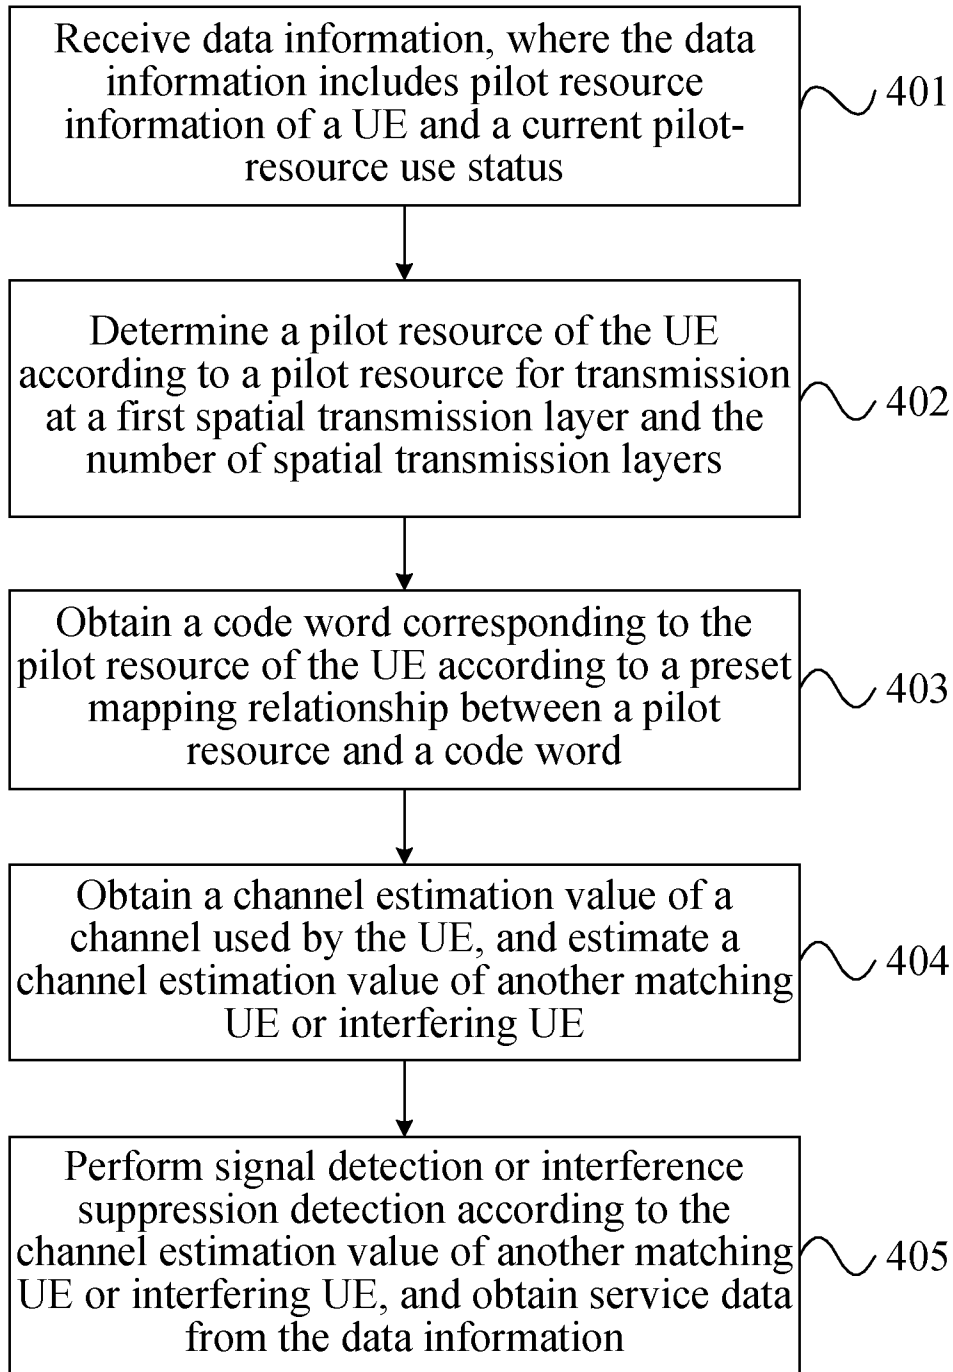 Receive data information, where the data
information includes pilot resource
information of a UE and a current pilot-
resource use status
401
Determine a pilot resource of the UE
according to a pilot resource for transmission
at a first spatial transmission layer and the
number of spatial transmission layers
402
Obtain a code word corresponding to the
pilot resource of the UE according to a preset
mapping relationship between a pilot
resource and a code word
403
Obtain a channel estimation value of a
channel used by the UE, and estimate a
channel estimation value of another matching
UE or interfering UE
404
Perform signal detection or interference
suppression detection according to the
channel estimation value of another matching
UE or interfering UE, and obtain service data
from the data information
405